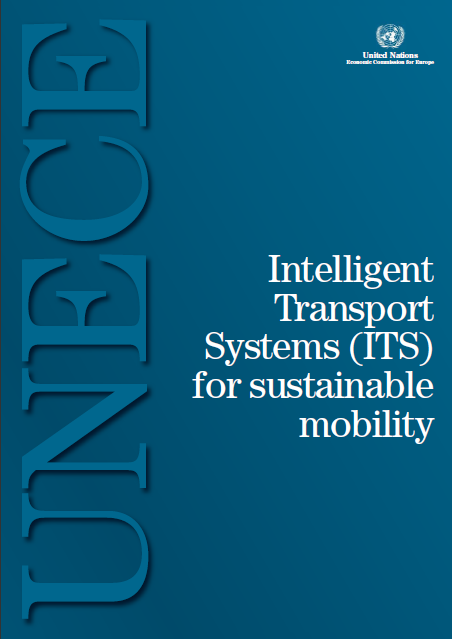 UNECE
United Nations
Economic Commission for Europe
Intelligent
Transport
Systems (ITS)
for sustainable
mobility